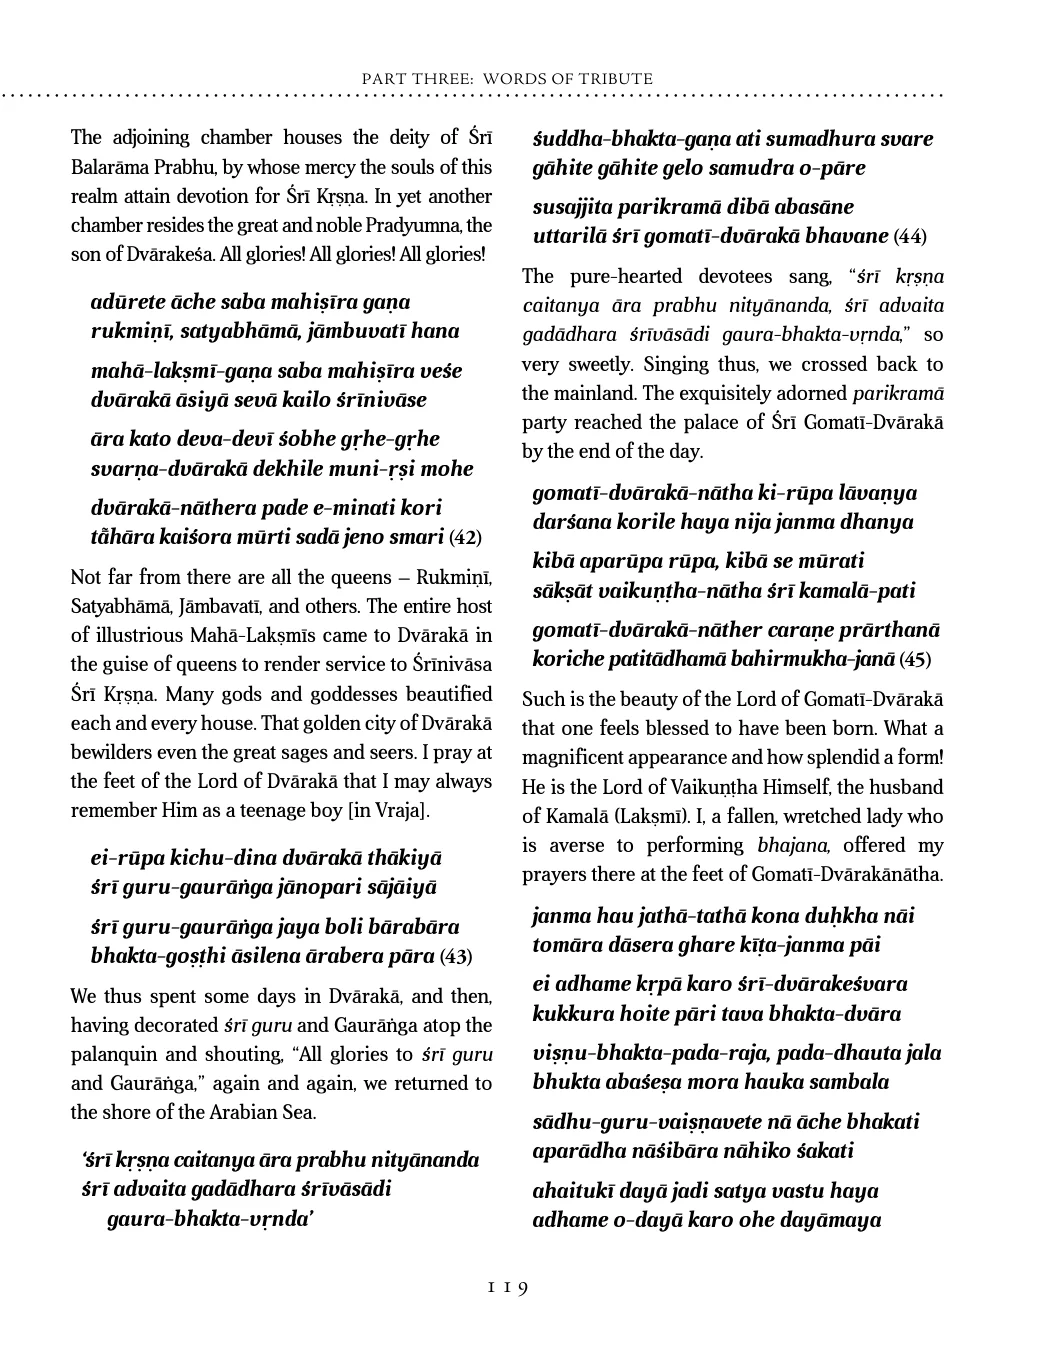 PART THREE: WORDS OF TRIBUTE
The adjoining chamber houses the deity of Śrī
Balarāma Prabhu, by whose mercy the souls of this
realm attain devotion for Śrī Kṛṣṇa. In yet another
chamber resides the great and noble Pradyumna, the
son of Dvārakeśa. All glories! All glories! All glories!
adūrete āche saba mahiṣīra gaṇa
rukmiṇī, satyabhāmā, jāmbuvatī hana
mahā-lakṣmī-gaṇa saba mahiṣīra veśe
dvārakā āsiyā sevā kailo śrīnivāse
āra kato deva-devī śobhe gṛhe-gṛhe
svarṇa-dvārakā dekhile muni-ṛṣi mohe
dvārakā-nāthera pade e-minati kori
tā̃hāra kaiśora mūrti sadā jeno smari (42)
Not far from there are all the queens – Rukmiṇī,
Satyabhāmā, Jāmbavatī, and others. The entire host
of illustrious Mahā-Lakṣmīs came to Dvārakā in
the guise of queens to render service to Śrīnivāsa
Śrī Kṛṣṇa. Many gods and goddesses beautified
each and every house. That golden city of Dvārakā
bewilders even the great sages and seers. I pray at
the feet of the Lord of Dvārakā that I may always
remember Him as a teenage boy [in Vraja].
ei-rūpa kichu-dina dvārakā thākiyā
śrī guru-gaurāṅga jānopari sājāiyā
śrī guru-gaurāṅga jaya boli bārabāra
bhakta-goṣṭhi āsilena ārabera pāra (43)
We thus spent some days in Dvārakā, and then,
having decorated śrī guru and Gaurāṅga atop the
palanquin and shouting, “All glories to śrī guru
and Gaurāṅga,” again and again, we returned to
the shore of the Arabian Sea.
‘śrī kṛṣṇa caitanya āra prabhu nityānanda
śrī advaita gadādhara śrīvāsādi
gaura-bhakta-vṛnda’
śuddha-bhakta-gaṇa ati sumadhura svare
gāhite gāhite gelo samudra o-pāre
susajjita parikramā dibā abasāne
uttarilā śrī gomatī-dvārakā bhavane (44)
The pure-hearted devotees sang, “śrī kṛṣṇa
caitanya āra prabhu nityānanda, śrī advaita
gadādhara śrīvāsādi gaura-bhakta-vṛnda,” so
very sweetly. Singing thus, we crossed back to
the mainland. The exquisitely adorned parikramā
party reached the palace of Śrī Gomatī-Dvārakā
by the end of the day.
gomatī-dvārakā-nātha ki-rūpa lāvaṇya
darśana korile haya nija janma dhanya
kibā aparūpa rūpa, kibā se mūrati
sākṣāt vaikuṇṭha-nātha śrī kamalā-pati
gomatī-dvārakā-nāther caraṇe prārthanā
koriche patitādhamā bahirmukha-janā (45)
Such is the beauty of the Lord of Gomatī-Dvārakā
that one feels blessed to have been born. What a
magnificent appearance and how splendid a form!
He is the Lord of Vaikuṇṭha Himself, the husband
of Kamalā (Lakṣmī). I, a fallen, wretched lady who
is averse to performing bhajana, offered my
prayers there at the feet of Gomatī-Dvārakānātha.
janma hau jathā-tathā kona duḥkha nāi
tomāra dāsera ghare kīṭa-janma pāi
ei adhame kṛpā karo śrī-dvārakeśvara
kukkura hoite pāri tava bhakta-dvāra
viṣṇu-bhakta-pada-raja, pada-dhauta jala
bhukta abaśeṣa mora hauka sambala
sādhu-guru-vaiṣṇavete nā āche bhakati
aparādha nāśibāra nāhiko śakati
ahaitukī dayā jadi satya vastu haya
adhame o-dayā karo ohe dayāmaya
119